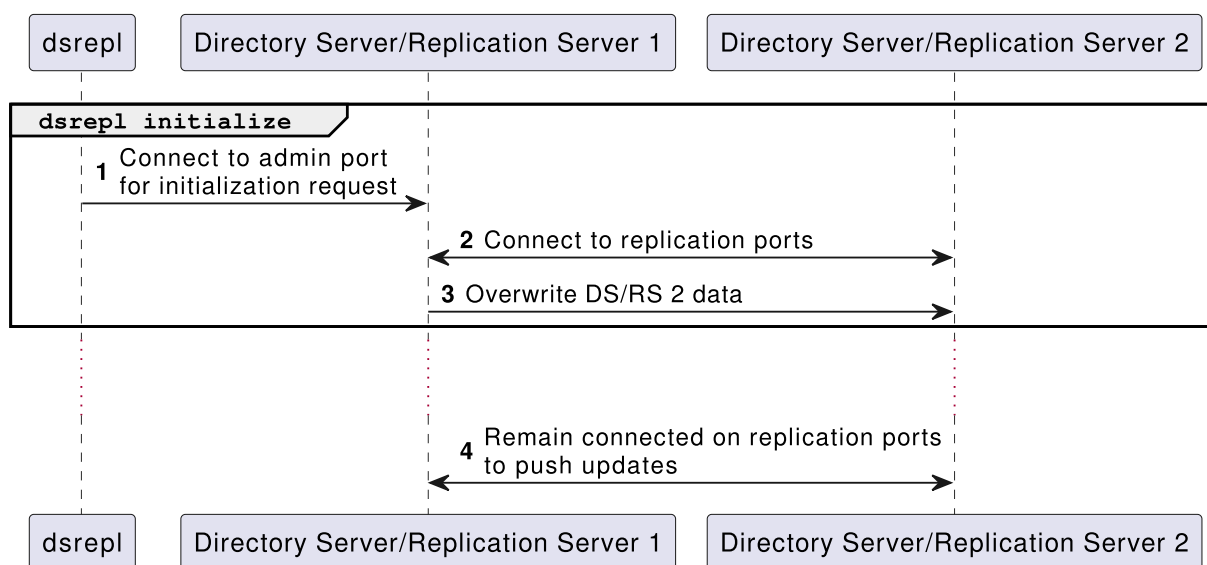 dsrepl
Directory Server/Replication Server 1
Directory Server/Replication Server 2
dsrepl initialize
1 Connect to admin port
for initialization request
2 Connect to replication ports
3 Overwrite DS/RS 2 data
4 Remain connected on replication ports
to push updates
dsrepl
Directory Server/Replication Server 1
Directory Server/Replication Server 2